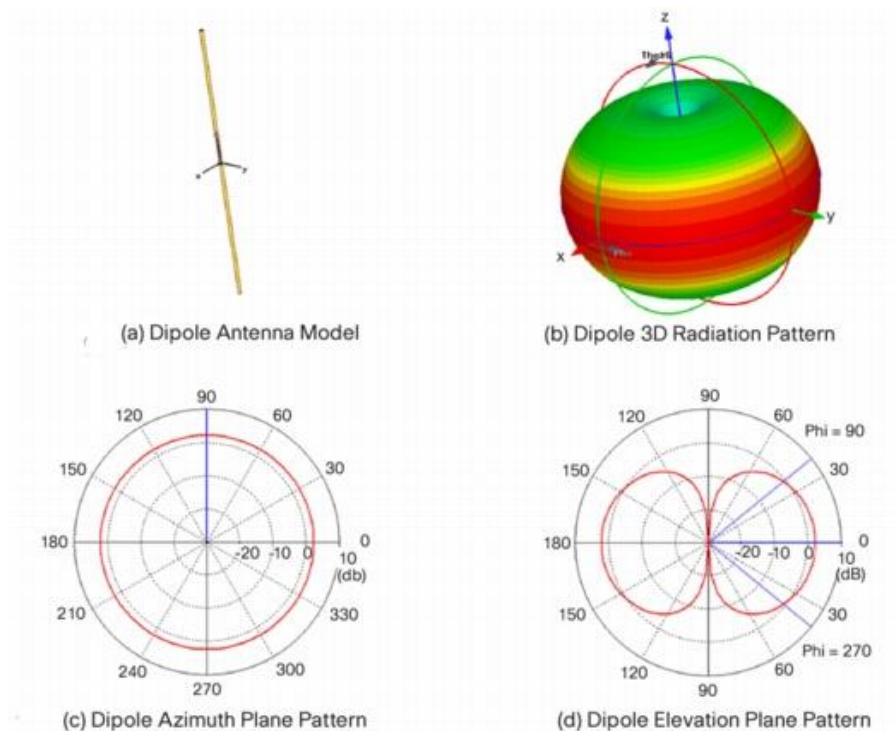 x
y
(a) Dipole Antenna Model
z
Theta
y
x
(b) Dipole 3D Radiation Pattern
90
120
60
150
30
180
-20
-10
0
10
0
(db)
210
330
240
300
270
(c) Dipole Azimuth Plane Pattern
90
120
60
Phi = 90
150
30
180
-20
-10
0
10
0
(dB)
150
30
120
60
Phi = 270
90
(d) Dipole Elevation Plane Pattern